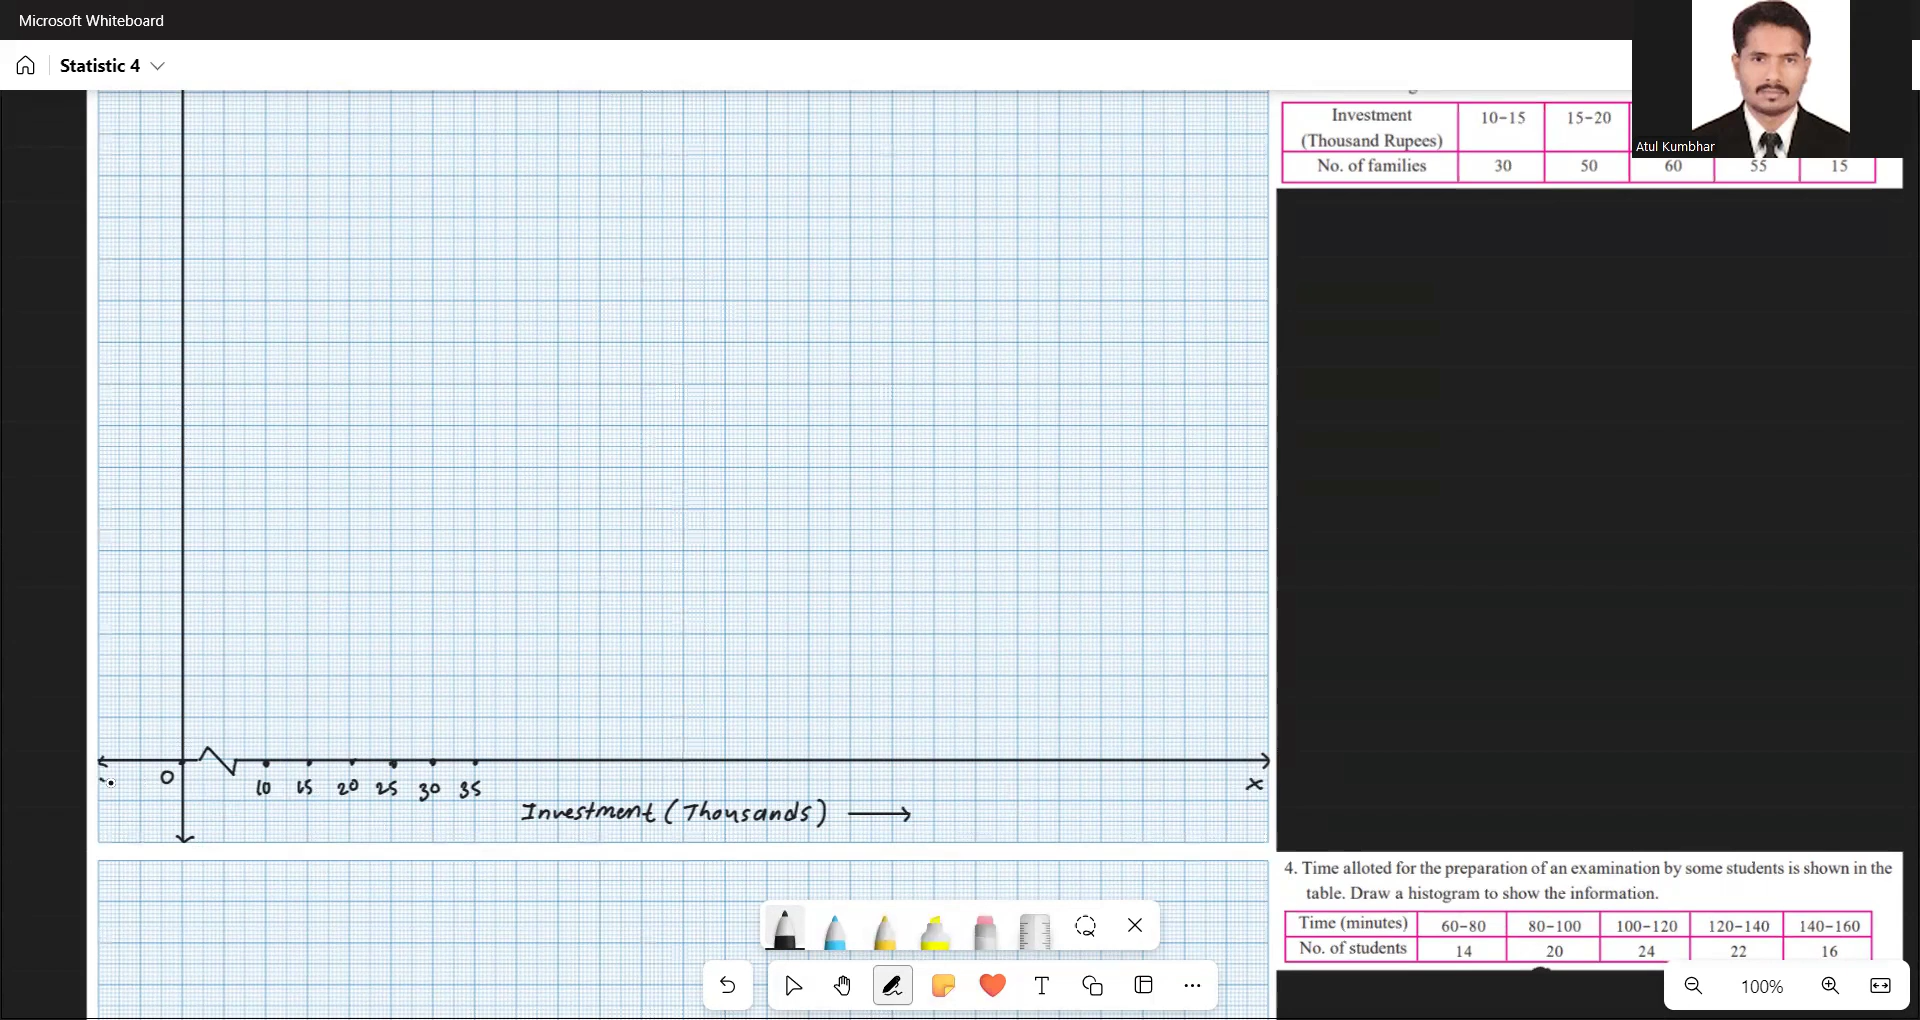 Microsoft Whiteboard
Statistic 4
Atul Kumbhar
Investment 10-15 15-20
(Thousand Rupees)
No. of families 30 50 60 55 15
O
10 15 20 25 30 35
X
Investment (Thousands)
4. Time alloted for the preparation of an examination by some students is shown in the
table. Draw a histogram to show the information.
Time (minutes) 60-80 80-100 100-120 120-140 140-160
No. of students 14 20 24 22 16
T
100%